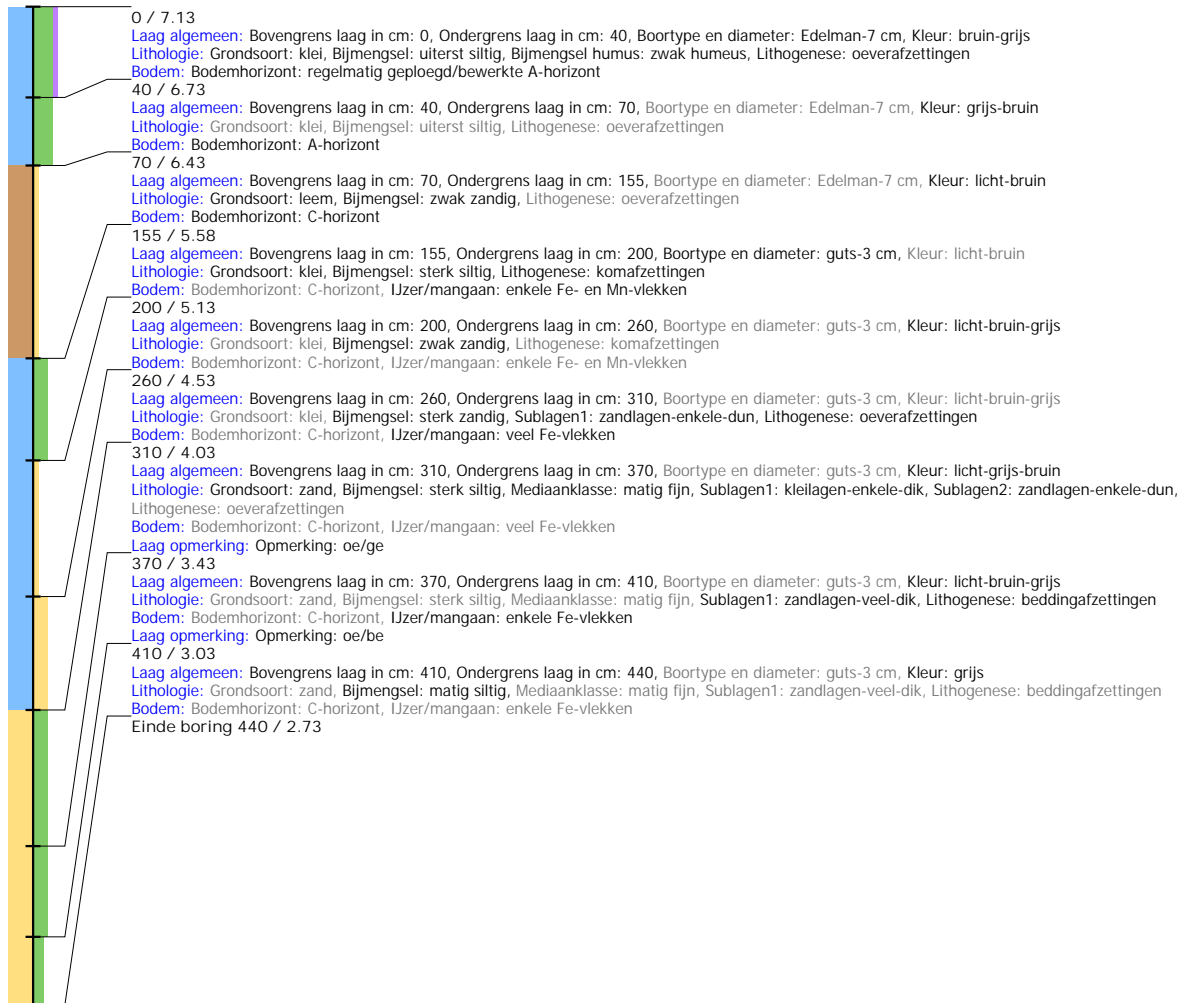 0 / 7.13
Laag algemeen: Bovengrens laag in cm: 0, Ondergrens laag in cm: 40, Boortype en diameter: Edelman-7 cm, Kleur: bruin-grijs
Lithologie: Grondsoort: klei, Bijmengsel: uiterst siltig, Bijmengsel humus: zwak humeus, Lithogenese: oeverafzettingen
Bodem: Bodemhorizont: regelmatig geploegd/bewerkte A-horizont
40 / 6.73
Laag algemeen: Bovengrens laag in cm: 40, Ondergrens laag in cm: 70, Boortype en diameter: Edelman-7 cm, Kleur: grijs-bruin
Lithologie: Grondsoort: klei, Bijmengsel: uiterst siltig, Lithogenese: oeverafzettingen
Bodem: Bodemhorizont: A-horizont
70 / 6.43
Laag algemeen: Bovengrens laag in cm: 70, Ondergrens laag in cm: 155, Boortype en diameter: Edelman-7 cm, Kleur: licht-bruin
Lithologie: Grondsoort: leem, Bijmengsel: zwak zandig, Lithogenese: oeverafzettingen
Bodem: Bodemhorizont: C-horizont
155 / 5.58
Laag algemeen: Bovengrens laag in cm: 155, Ondergrens laag in cm: 200, Boortype en diameter: guts-3 cm, Kleur: licht-bruin
Lithologie: Grondsoort: klei, Bijmengsel: sterk siltig, Lithogenese: komafzettingen
Bodem: Bodemhorizont: C-horizont, IJzer/mangaan: enkele Fe- en Mn-vlekken
200 / 5.13
Laag algemeen: Bovengrens laag in cm: 200, Ondergrens laag in cm: 260, Boortype en diameter: guts-3 cm, Kleur: licht-bruin-grijs
Lithologie: Grondsoort: klei, Bijmengsel: zwak zandig, Lithogenese: komafzettingen
Bodem: Bodemhorizont: C-horizont, IJzer/mangaan: enkele Fe- en Mn-vlekken
260 / 4.53
Laag algemeen: Bovengrens laag in cm: 260, Ondergrens laag in cm: 310, Boortype en diameter: guts-3 cm, Kleur: licht-bruin-grijs
Lithologie: Grondsoort: klei, Bijmengsel: sterk zandig, Sublagen1: zandlagen-enkele-dun, Lithogenese: oeverafzettingen
Bodem: Bodemhorizont: C-horizont, IJzer/mangaan: veel Fe-vlekken
310 / 4.03
Laag algemeen: Bovengrens laag in cm: 310, Ondergrens laag in cm: 370, Boortype en diameter: guts-3 cm, Kleur: licht-grijs-bruin
Lithologie: Grondsoort: zand, Bijmengsel: sterk siltig, Mediaanklasse: matig fijn, Sublagen1: kleilagen-enkele-dik, Sublagen2: zandlagen-enkele-dun,
Lithogenese: oeverafzettingen
Bodem: Bodemhorizont: C-horizont, IJzer/mangaan: veel Fe-vlekken
Laag opmerking: Opmerking: oe/ge
370 / 3.43
Laag algemeen: Bovengrens laag in cm: 370, Ondergrens laag in cm: 410, Boortype en diameter: guts-3 cm, Kleur: licht-bruin-grijs
Lithologie: Grondsoort: zand, Bijmengsel: sterk siltig, Mediaanklasse: matig fijn, Sublagen1: zandlagen-veel-dik, Lithogenese: beddingafzettingen
Bodem: Bodemhorizont: C-horizont, IJzer/mangaan: enkele Fe-vlekken
Laag opmerking: Opmerking: oe/be
410 / 3.03
Laag algemeen: Bovengrens laag in cm: 410, Ondergrens laag in cm: 440, Boortype en diameter: guts-3 cm, Kleur: grijs
Lithologie: Grondsoort: zand, Bijmengsel: matig siltig, Mediaanklasse: matig fijn, Sublagen1: zandlagen-veel-dik, Lithogenese: beddingafzettingen
Bodem: Bodemhorizont: C-horizont, IJzer/mangaan: enkele Fe-vlekken
Einde boring 440 / 2.73